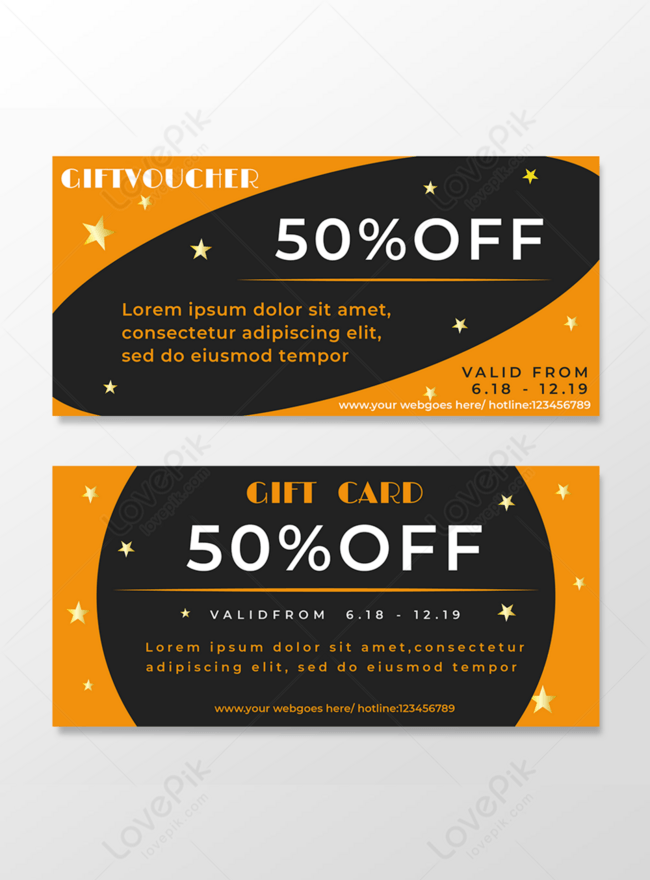 GIFTVOUCHER
50%OFF
Lorem ipsum dolor sit amet,
consectetur adipiscing elit,
sed do eiusmod tempor
VALID FROM
6.18 - 12.19
www.your webgoes here/ hotline:123456789
GIFT CARD
50%OFF
VALIDFROM 6.18 - 12.19
Lorem ipsum dolor sit amet,consectetur
adipiscing elit, sed do eiusmod tempor
www.your webgoes here/ hotline:123456789
LovePik
lovepik.com